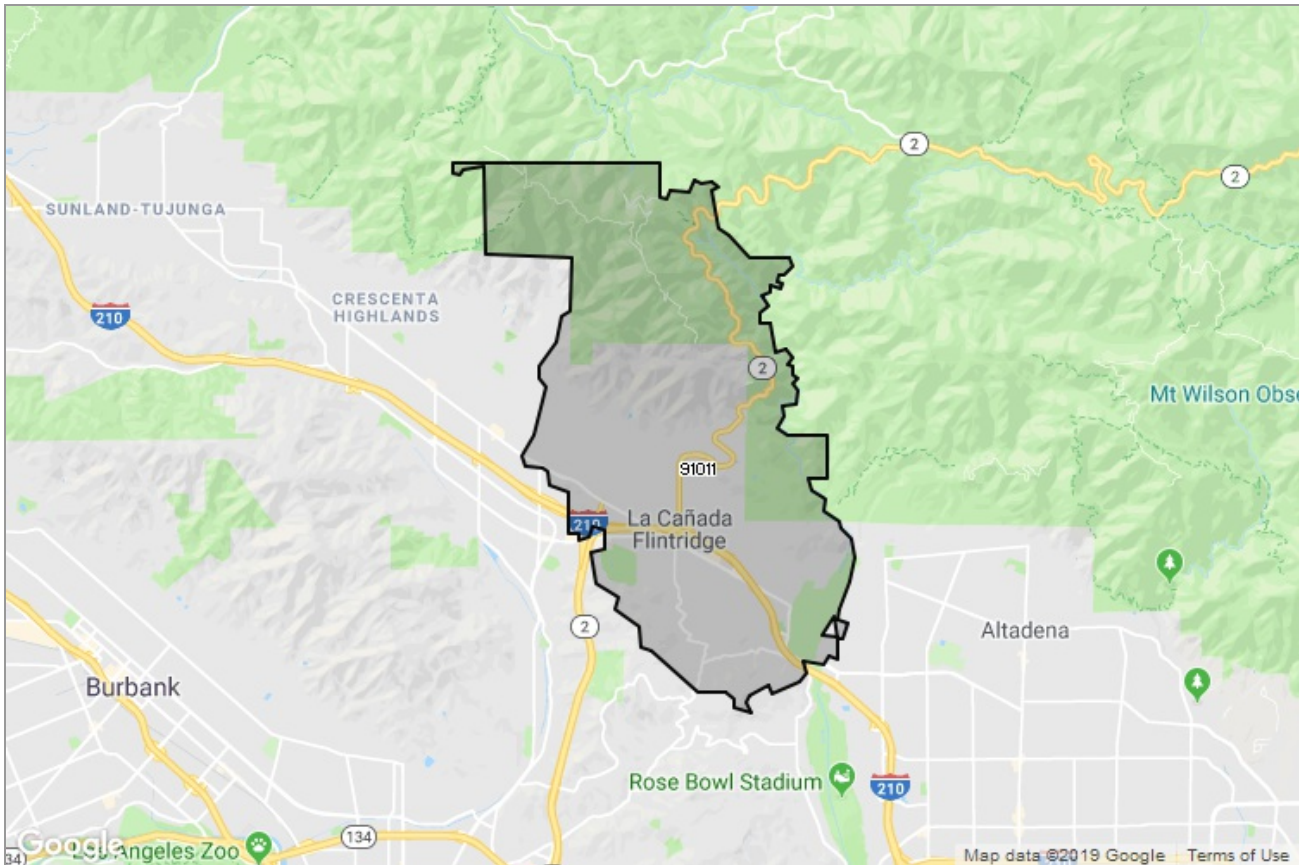 2
2
SUNLAND-TUJUNGA
CRESCENTA
HIGHLANDS
210
2
Mt Wilson Obse
91011
La Cañada
Flintridge
210
2
Altadena
Burbank
Rose Bowl Stadium
210
134
Google
Los Angeles Zoo
34)
Map data ©2019 Google
Terms of Use